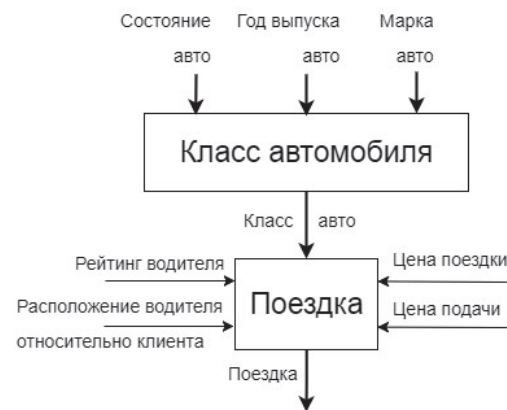 Состояние авто
Год выпуска авто
Марка авто
Класс автомобиля
Класс авто
Рейтинг водителя
Расположение водителя
относительно клиента
Поездка
Цена поездки
Цена подачи
Поездка